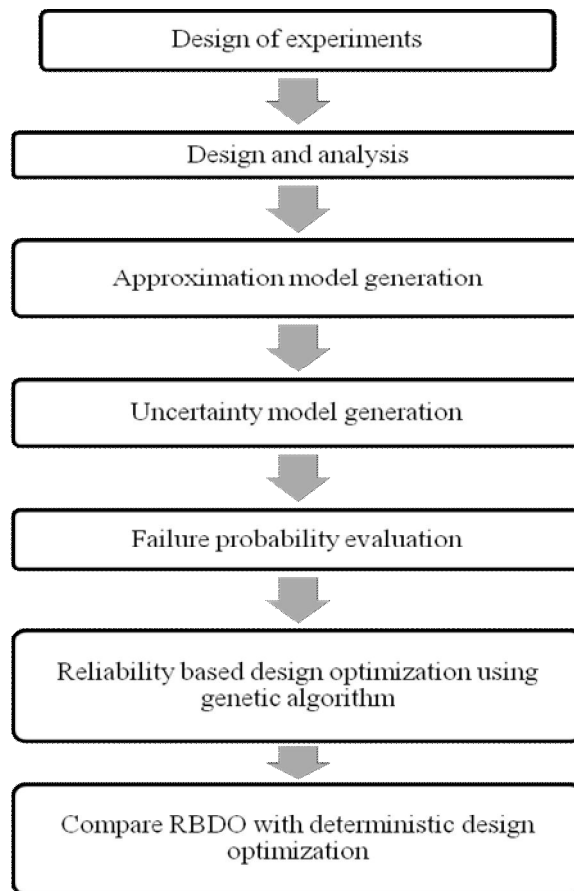 Design of experiments
Design and analysis
Approximation model generation
Uncertainty model generation
Failure probability evaluation
Reliability based design optimization using
genetic algorithm
Compare RBDO with deterministic design
optimization